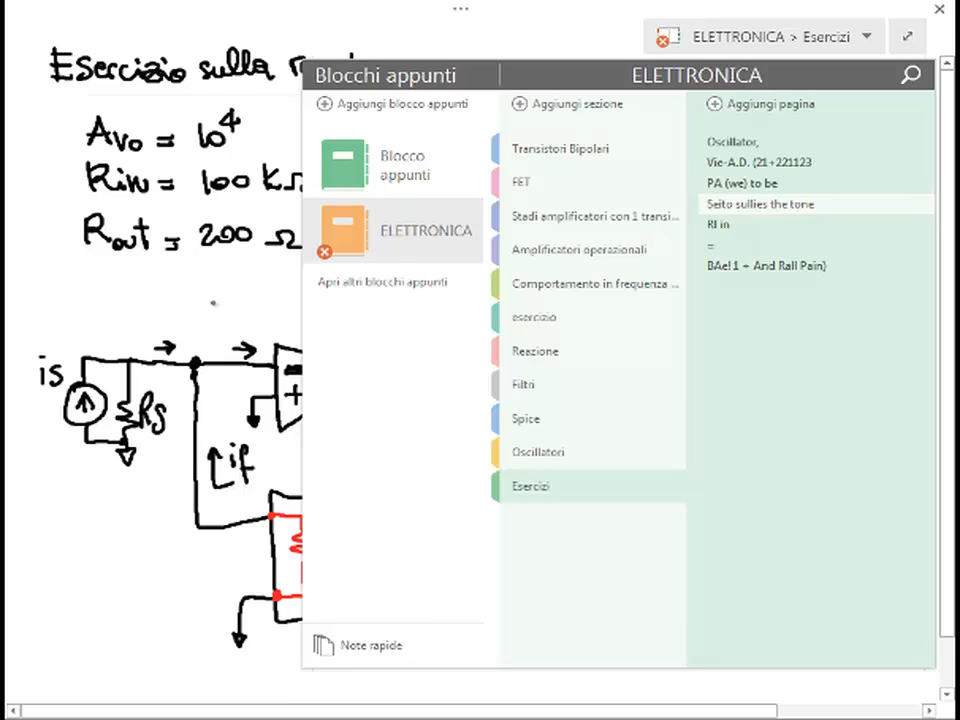 ELETTRONICA > Esercizi
Esercizio sulla
Avo = 10⁴
Rin = 100 KΩ
Rout = 200 Ω
is
Rs
if
-
+
Blocchi appunti
ELETTRONICA
Aggiungi blocco appunti
Blocco
appunti
ELETTRONICA
Apri altri blocchi appunti
Note rapide
Aggiungi sezione
Transistori Bipolari
FET
Stadi amplificatori con 1 transi...
Amplificatori operazionali
Comportamento in frequenza ...
esercizio
Reazione
Filtri
Spice
Oscillatori
Esercizi
Aggiungi pagina
Oscillator,
Vie-A.D. (21+221123
PA (we) to be
Seito sullies the tone
RI in
=
BAe! 1 + And Rall Pain)